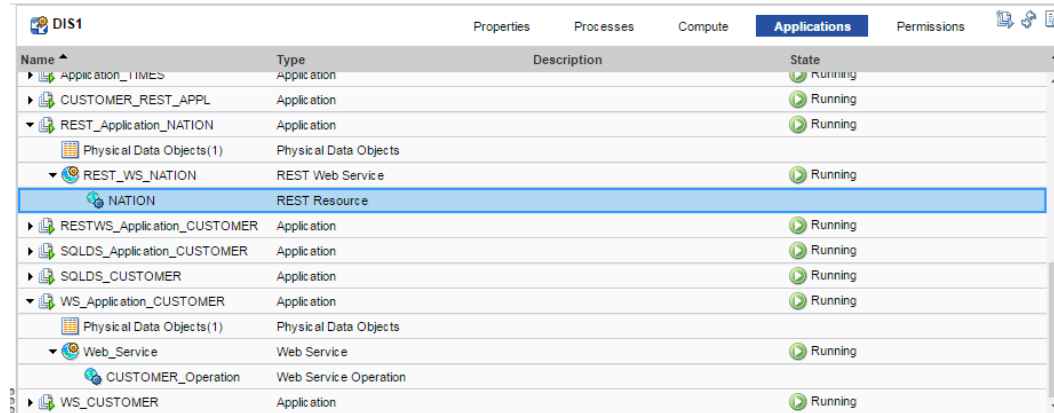 DIS1 Properties Processes Compute Applications Permissions
Name Type Description State
Application_TIMES Application Running
CUSTOMER_REST_APPL Application Running
REST_Application_NATION Application Running
Physical Data Objects(1) Physical Data Objects
REST_WS_NATION REST Web Service Running
NATION REST Resource
RESTWS_Application_CUSTOMER Application Running
SQLDS_Application_CUSTOMER Application Running
SQLDS_CUSTOMER Application Running
WS_Application_CUSTOMER Application Running
Physical Data Objects(1) Physical Data Objects
Web_Service Web Service Running
CUSTOMER_Operation Web Service Operation
WS_CUSTOMER Application Running